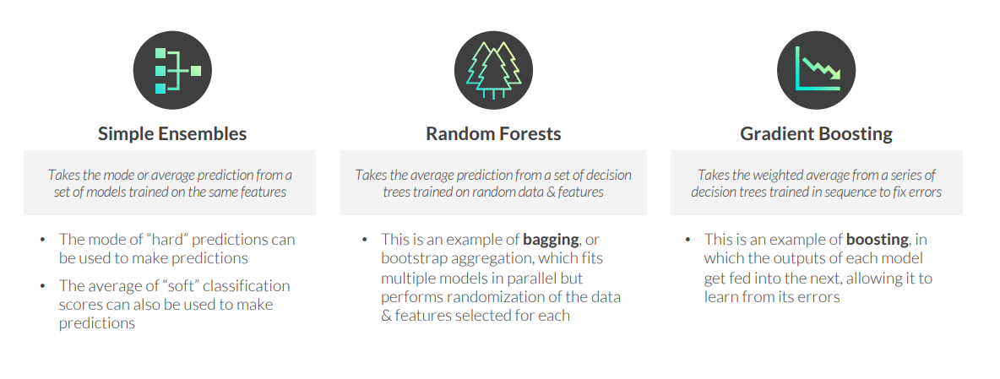 Simple Ensembles
Takes the mode or average prediction from a
set of models trained on the same features
• The mode of “hard” predictions can
be used to make predictions
• The average of “soft” classification
scores can also be used to make
predictions
Random Forests
Takes the average prediction from a set of decision
trees trained on random data & features
• This is an example of bagging, or
bootstrap aggregation, which fits
multiple models in parallel but
performs randomization of the data
& features selected for each
Gradient Boosting
Takes the weighted average from a series of
decision trees trained in sequence to fix errors
• This is an example of boosting, in
which the outputs of each model
get fed into the next, allowing it to
learn from its errors